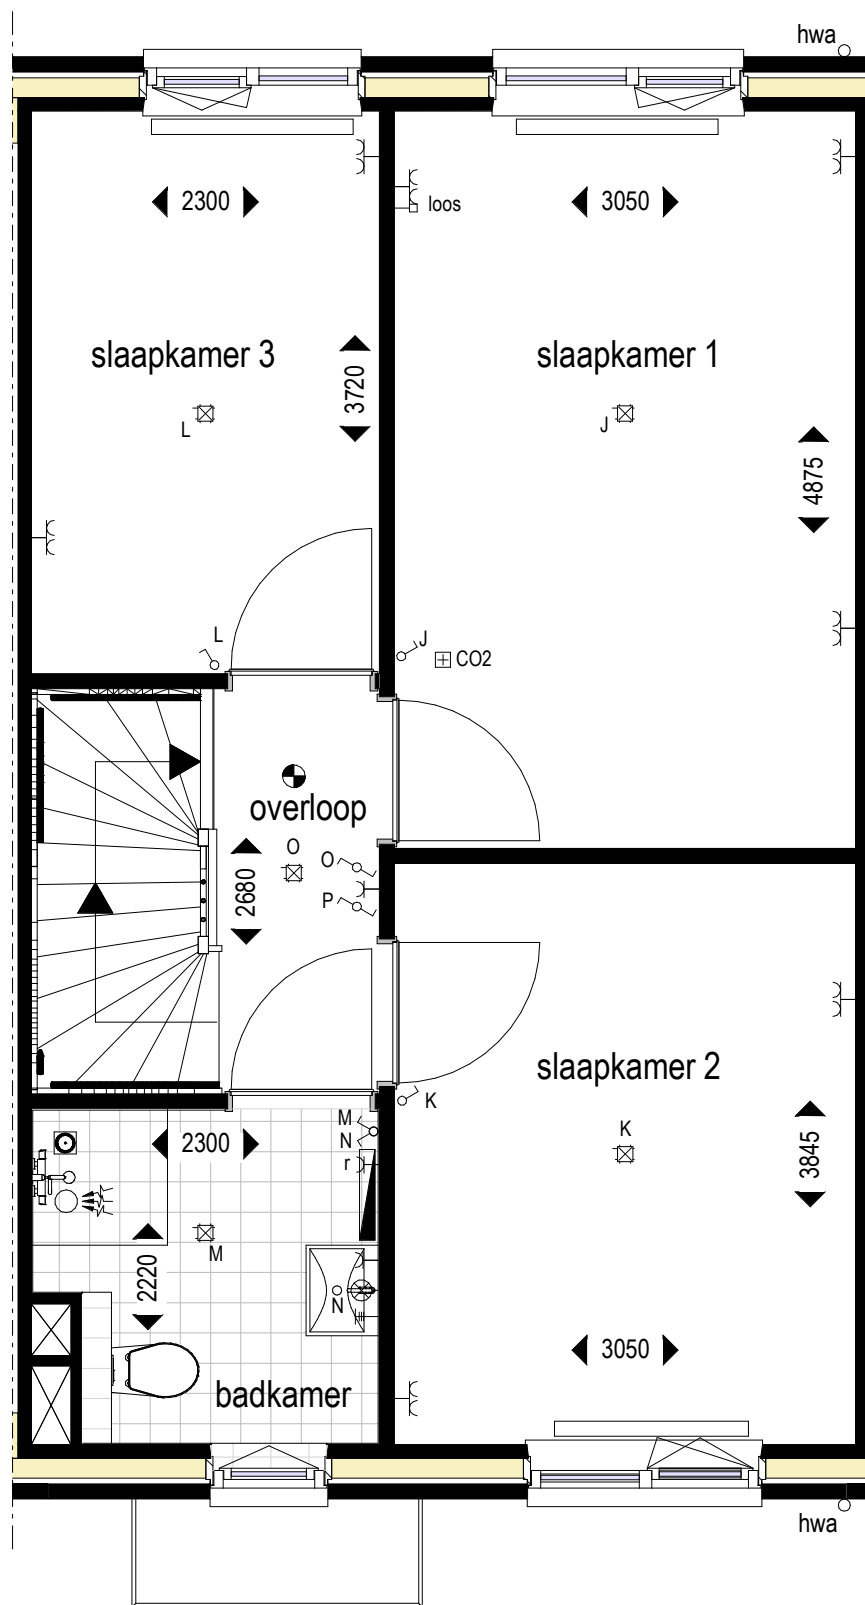 hwa
2300
3050
loos
slaapkamer 3
slaapkamer 1
3720
L
J
4875
L
J
CO2
overloop
O
O
2680
P
slaapkamer 2
K
M
N
2300
K
r
3845
M
2220
N
3050
badkamer
hwa